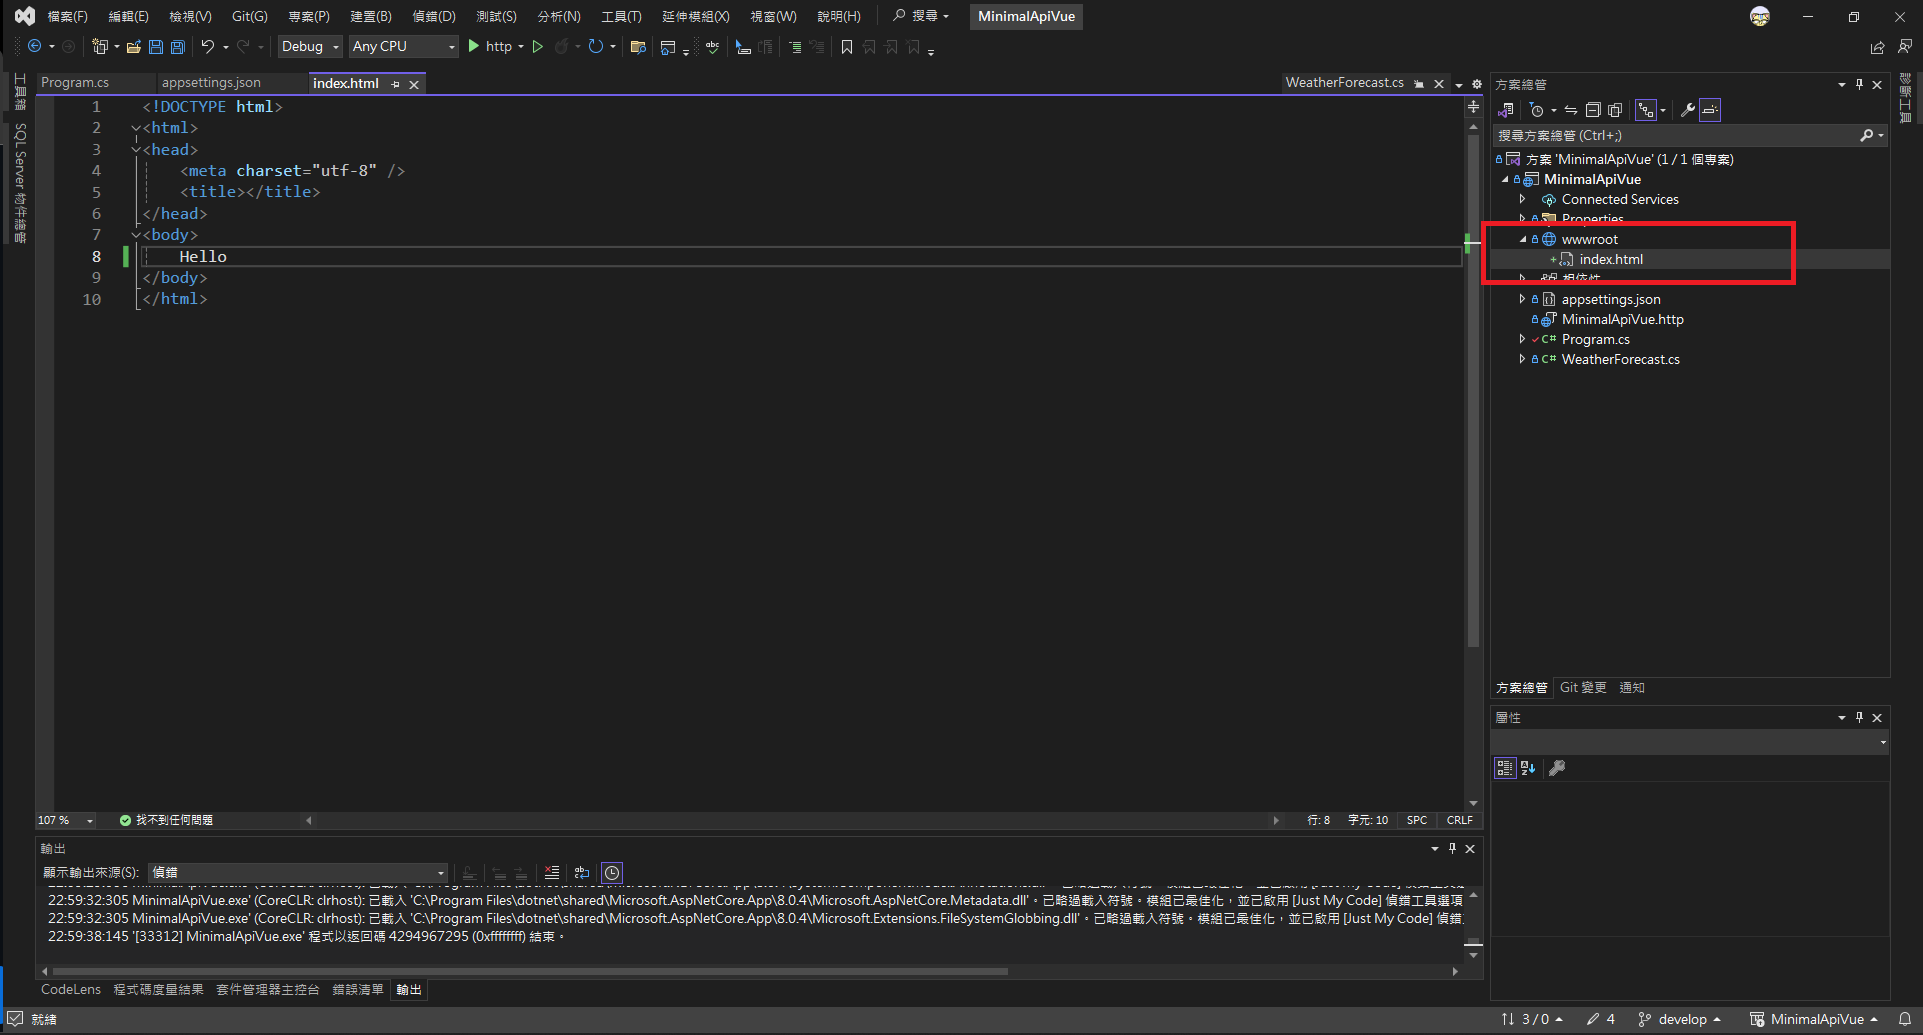 檔案(F) 編輯(E) 檢視(V) Git(G) 專案(P) 建置(B) 偵錯(D) 測試(S) 分析(N) 工具(T) 延伸模組(X) 視窗(W) 說明(H) 搜尋 MinimalApiVue
Debug Any CPU http
工具箱
SQL Server 物件總管
Program.cs appsettings.json index.html WeatherForecast.cs
1 <!DOCTYPE html>
2 <html>
3 <head>
4 <meta charset="utf-8" />
5 <title></title>
6 </head>
7 <body>
8 Hello
9 </body>
10 </html>
107 % 找不到任何問題 行: 8 字元: 10 SPC CRLF
輸出
顯示輸出來源(S): 偵錯
22:59:32:305 MinimalApiVue.exe' (CoreCLR: clrhost): 已載入 'C:\Program Files\dotnet\shared\Microsoft.AspNetCore.App\8.0.4\Microsoft.AspNetCore.Metadata.dll'。已略過載入符號。模組已最佳化，並已啟用 [Just My Code] 偵錯工具選項
22:59:32:305 MinimalApiVue.exe' (CoreCLR: clrhost): 已載入 'C:\Program Files\dotnet\shared\Microsoft.AspNetCore.App\8.0.4\Microsoft.Extensions.FileSystemGlobbing.dll'。已略過載入符號。模組已最佳化，並已啟用 [Just My Code] 偵錯
22:59:38:145 '[33312] MinimalApiVue.exe' 程式以返回碼 4294967295 (0xffffffff) 結束。
CodeLens 程式碼度量結果 套件管理器主控台 錯誤清單 輸出
方案總管
搜尋方案總管 (Ctrl+;)
方案 'MinimalApiVue' (1 / 1 個專案)
MinimalApiVue
Connected Services
Properties
wwwroot
index.html
相依性
appsettings.json
MinimalApiVue.http
C# Program.cs
C# WeatherForecast.cs
方案總管 Git 變更 通知
屬性
診斷工具
就緒 3 / 0 4 develop MinimalApiVue